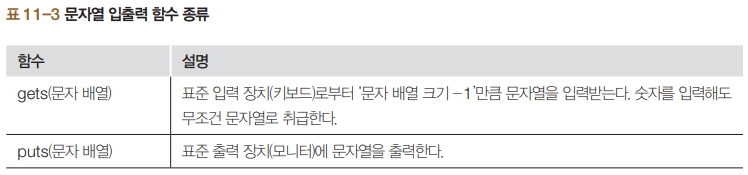 표 11-3 문자열 입출력 함수 종류
함수 설명
gets(문자 배열) 표준 입력 장치(키보드)로부터 ‘문자 배열 크기 -1’만큼 문자열을 입력받는다. 숫자를 입력해도
무조건 문자열로 취급한다.
puts(문자 배열) 표준 출력 장치(모니터)에 문자열을 출력한다.